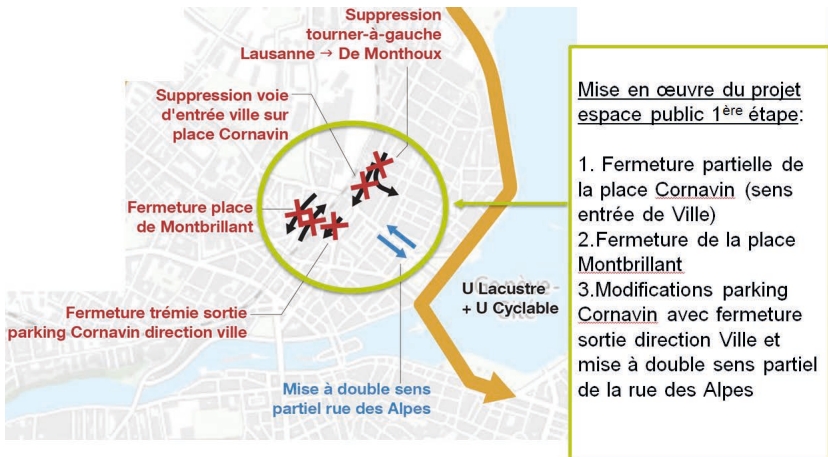 Suppression
tourner-à-gauche
Lausanne → De Monthoux
Suppression voie
d'entrée ville sur
place Cornavin
Fermeture place
de Montbrillant
Fermeture trémie sortie
parking Cornavin direction ville
U Lacustre
+ U Cyclable
Mise à double sens
partiel rue des Alpes
Mise en œuvre du projet
espace public 1ère étape:
1. Fermeture partielle de
la place Cornavin (sens
entrée de Ville)
2.Fermeture de la place
Montbrillant
3.Modifications parking
Cornavin avec fermeture
sortie direction Ville et
mise à double sens partiel
de la rue des Alpes